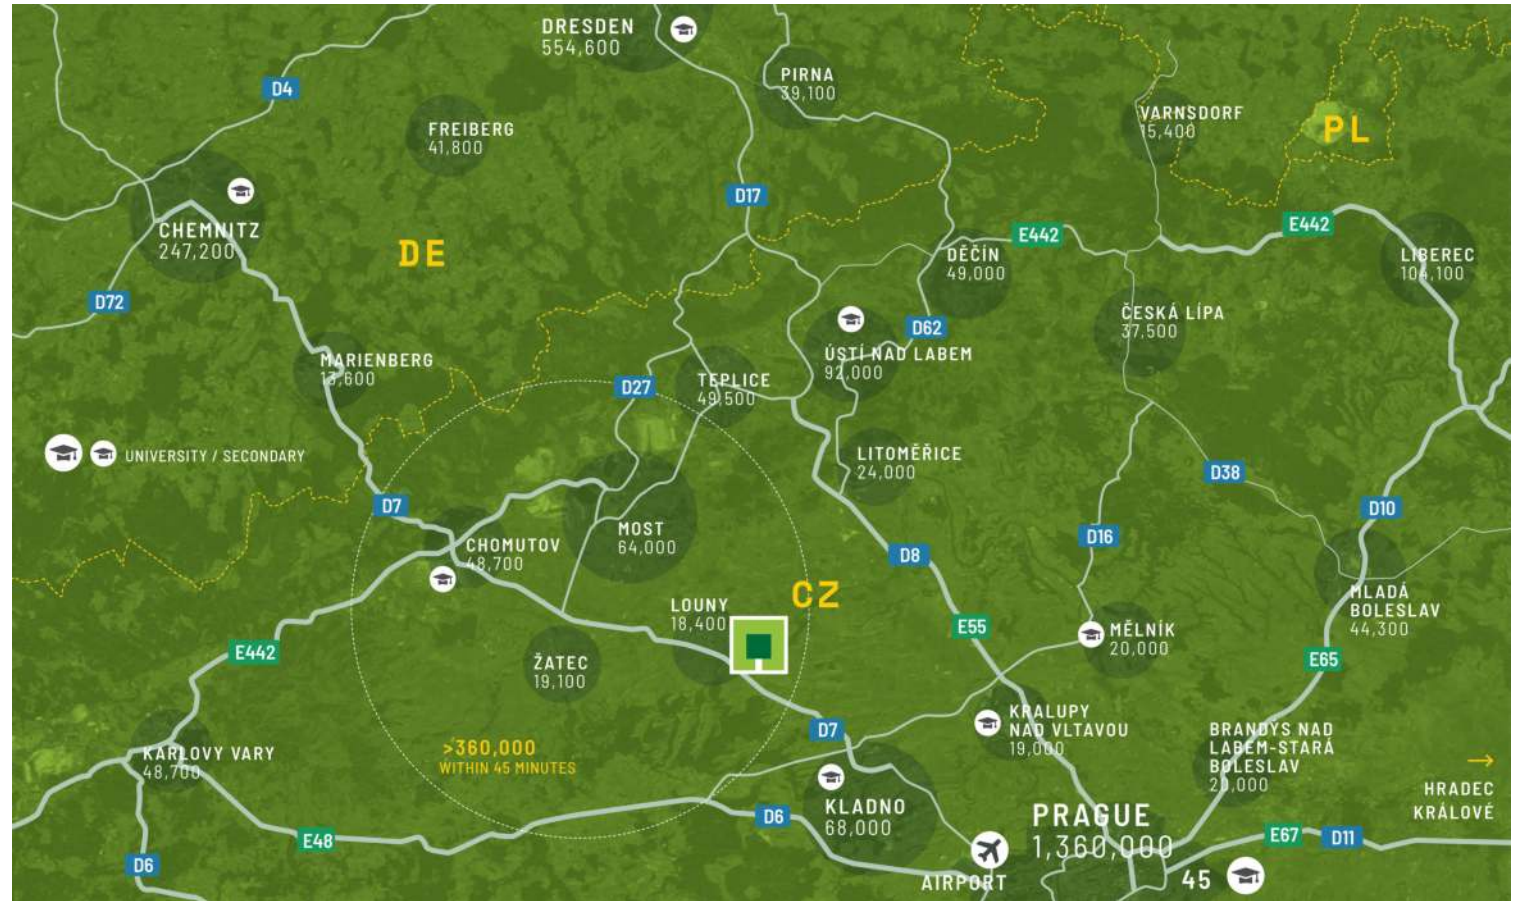 DRESDEN
554,600
PIRNA
39,100
D4
FREIBERG
41,800
VARNSDORF
15,400
PL
D17
CHEMNITZ
247,200
DE
E442
E442
DĚČÍN
49,000
LIBEREC
104,100
D72
ČESKÁ LÍPA
37,500
D62
ÚSTÍ NAD LABEM
92,000
MARIENBERG
13,600
D27
TEPLICE
49,500
UNIVERSITY / SECONDARY
LITOMĚŘICE
24,000
D38
D7
D10
MOST
64,000
CHOMUTOV
48,700
D16
D8
CZ
MLADÁ
BOLESLAV
44,300
LOUNY
18,400
E55
MĚLNÍK
20,000
E442
E65
ŽATEC
19,100
KRALUPY
NAD VLTAVOU
19,000
D7
BRANDYS NAD
LABEM-STARÁ
BOLESLAV
20,000
>360,000
WITHIN 45 MINUTES
KARLOVY VARY
48,700
→
HRADEC
KRÁLOVÉ
KLADNO
68,000
D6
PRAGUE
1,360,000
E48
E67
D11
D6
AIRPORT
45